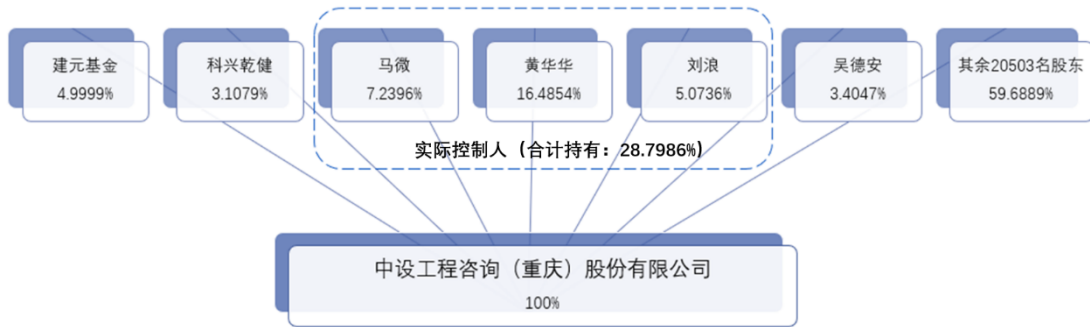 建元基金
4.9999%
科兴乾健
3.1079%
马微
7.2396%
黄华华
16.4854%
刘浪
5.0736%
吴德安
3.4047%
其余20503名股东
59.6889%
实际控制人（合计持有：28.7986%）
中设工程咨询（重庆）股份有限公司
100%